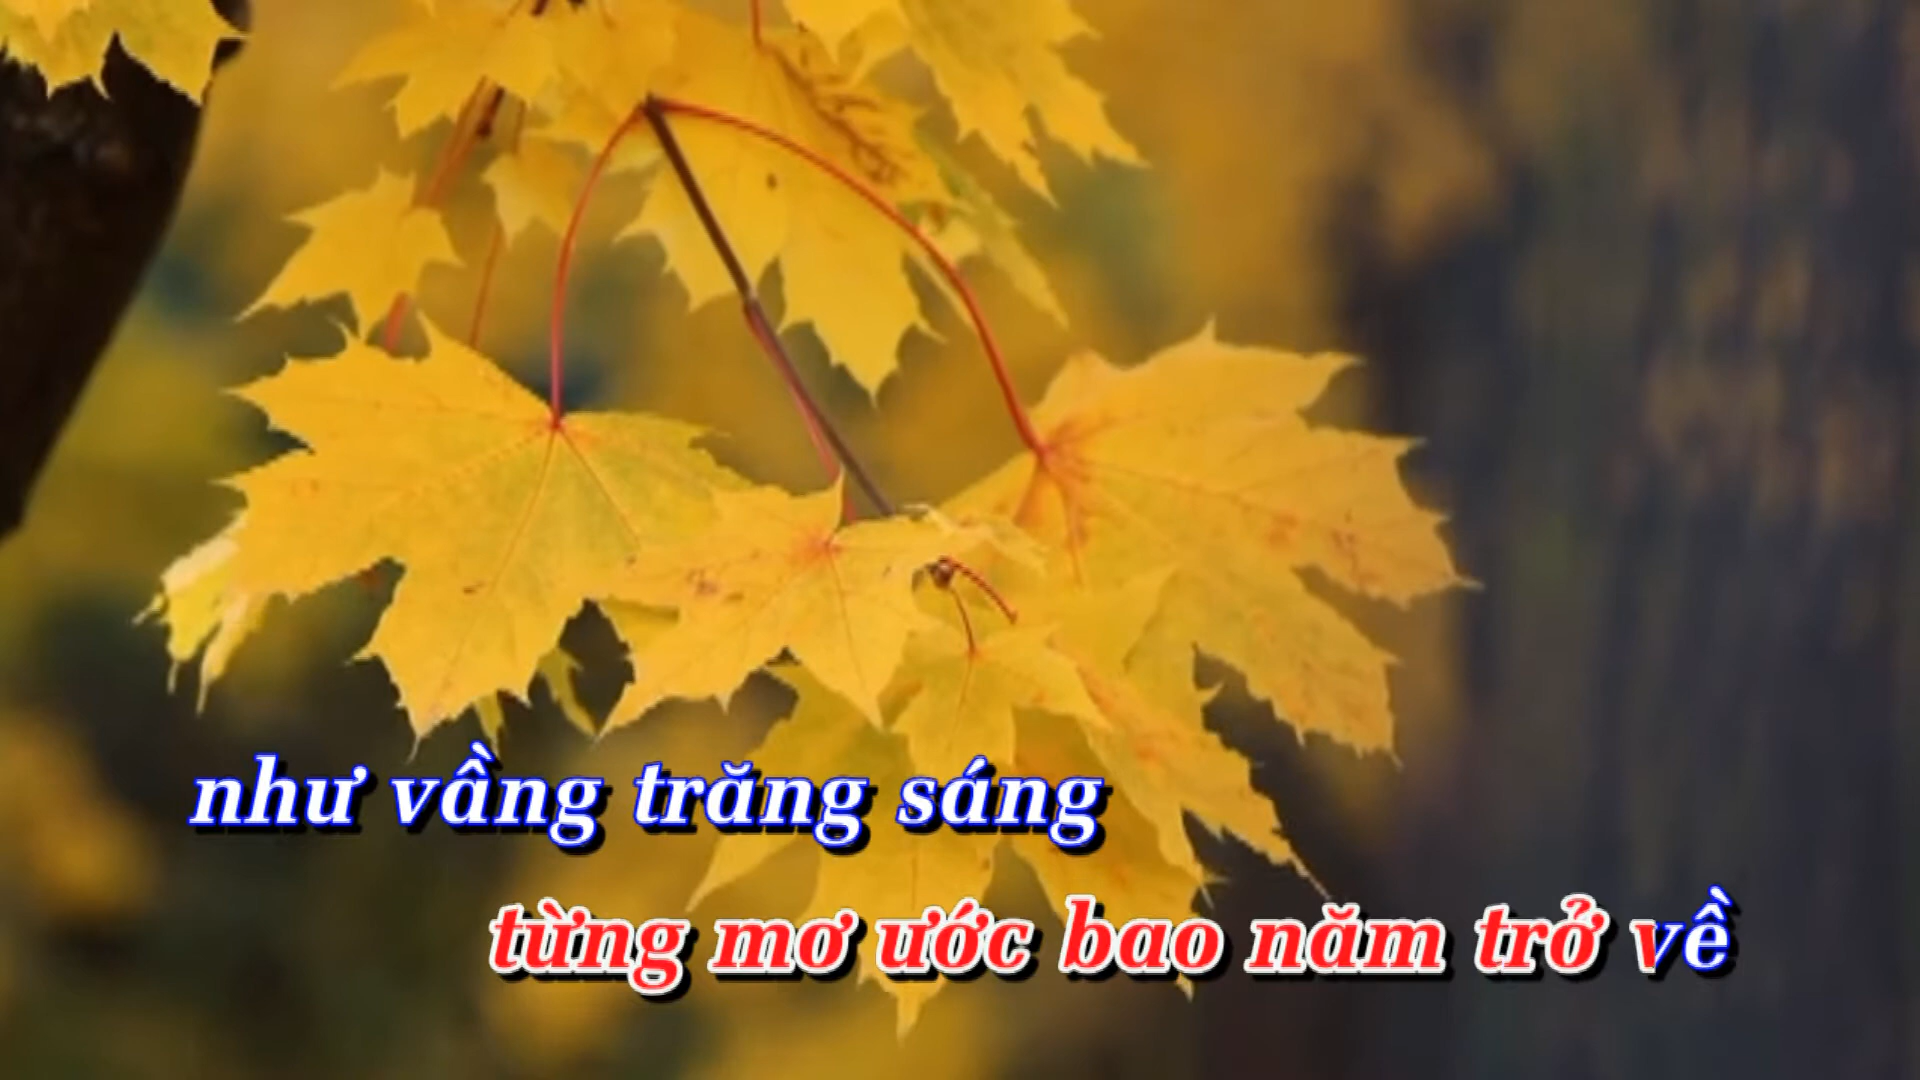 như vầng trăng sáng
từng mơ ước bao năm trở về